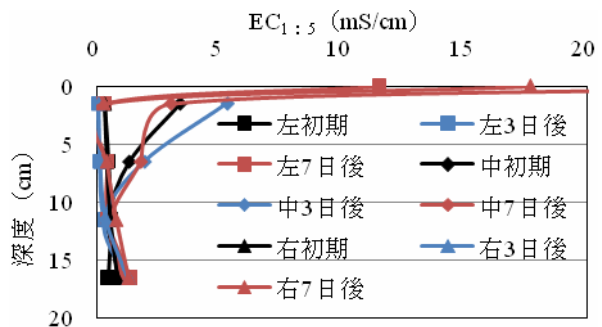 EC1:5（mS/cm）
0 5 10 15 20
0
5
10
15
20
深度（cm）
左初期 左3日後
左7日後 中初期
中3日後 中7日後
右初期 右3日後
右7日後